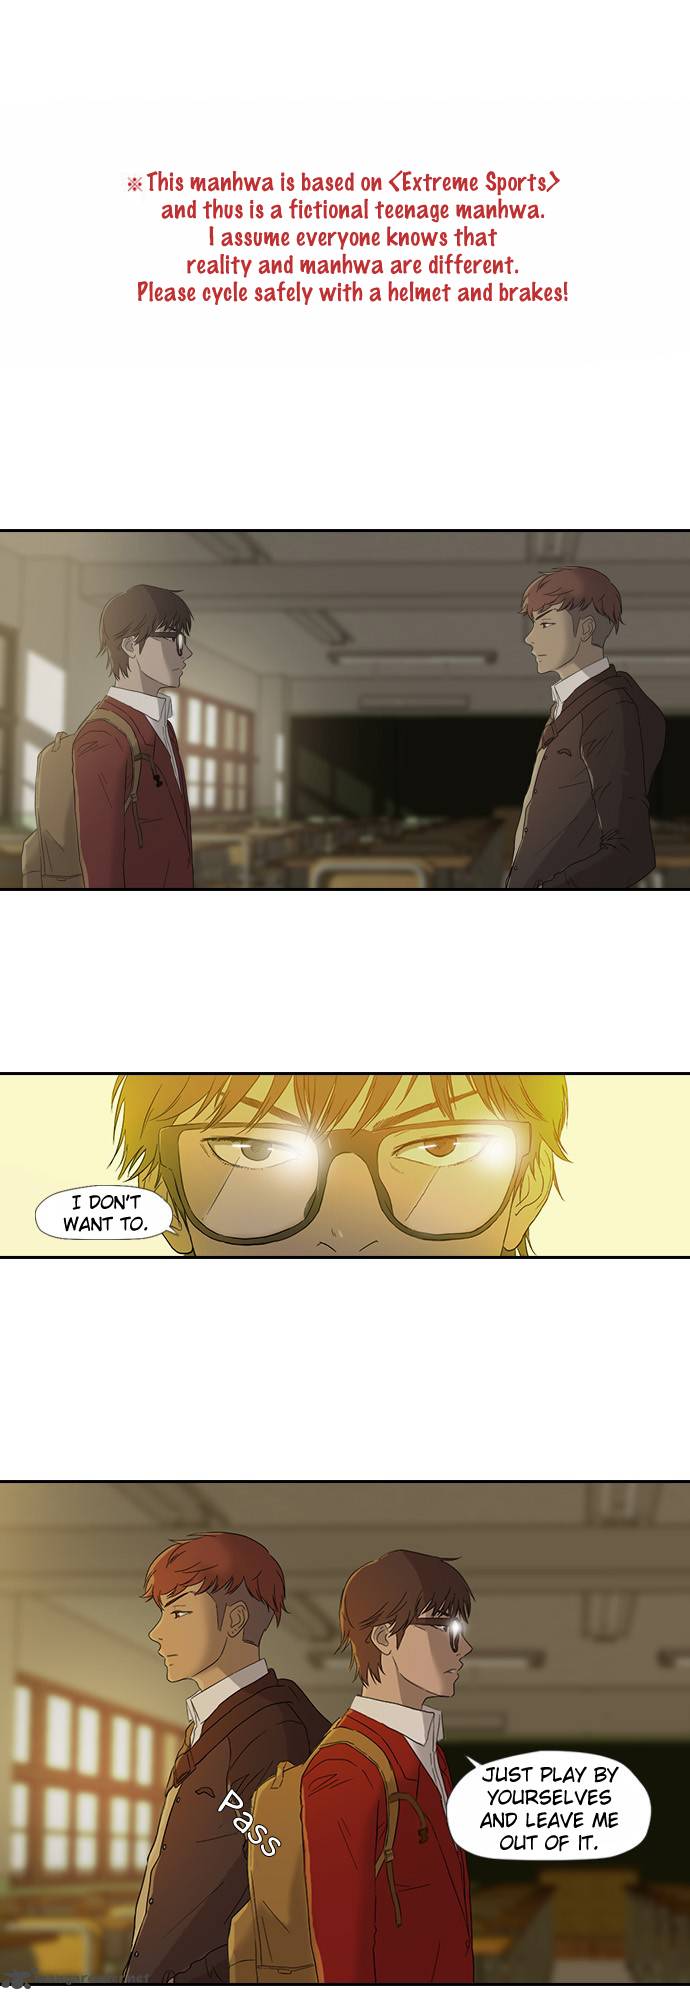 ※This manhwa is based on <Extreme Sports>
and thus is a fictional teenage manhwa.
I assume everyone knows that
reality and manhwa are different.
Please cycle safely with a helmet and brakes!
I DON'T
WANT TO.
Pass
JUST PLAY BY
YOURSELVES
AND LEAVE ME
OUT OF IT.